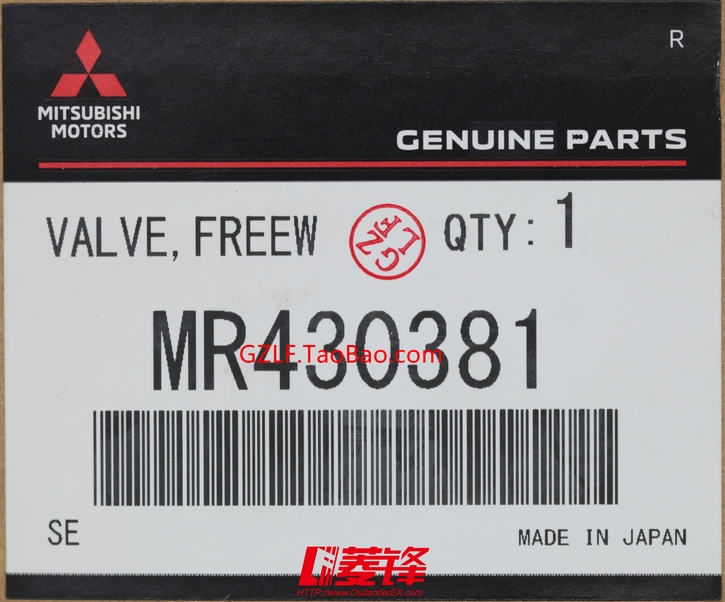 R
MITSUBISHI
MOTORS
GENUINE PARTS
VALVE, FREEW
GZLF
QTY: 1
MR430381
GZLF.TaoBao.com
SE
MADE IN JAPAN
菱锋
HTTP://www.OutlanderEX.com